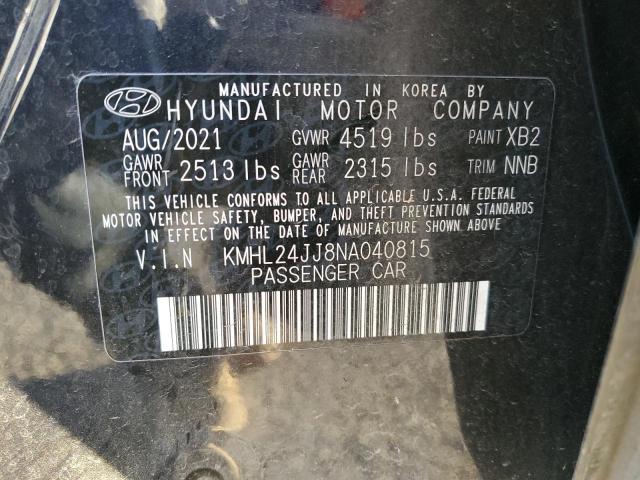 MANUFACTURED IN KOREA BY
HYUNDAI MOTOR COMPANY
AUG/2021 GVWR 4519 lbs PAINT XB2
GAWR FRONT 2513 lbs GAWR REAR 2315 lbs TRIM NNB
THIS VEHICLE CONFORMS TO ALL APPLICABLE U.S.A. FEDERAL
MOTOR VEHICLE SAFETY, BUMPER, AND THEFT PREVENTION STANDARDS
IN EFFECT ON THE DATE OF MANUFACTURE SHOWN ABOVE.
V.I.N KMHL24JJ8NA040815
PASSENGER CAR